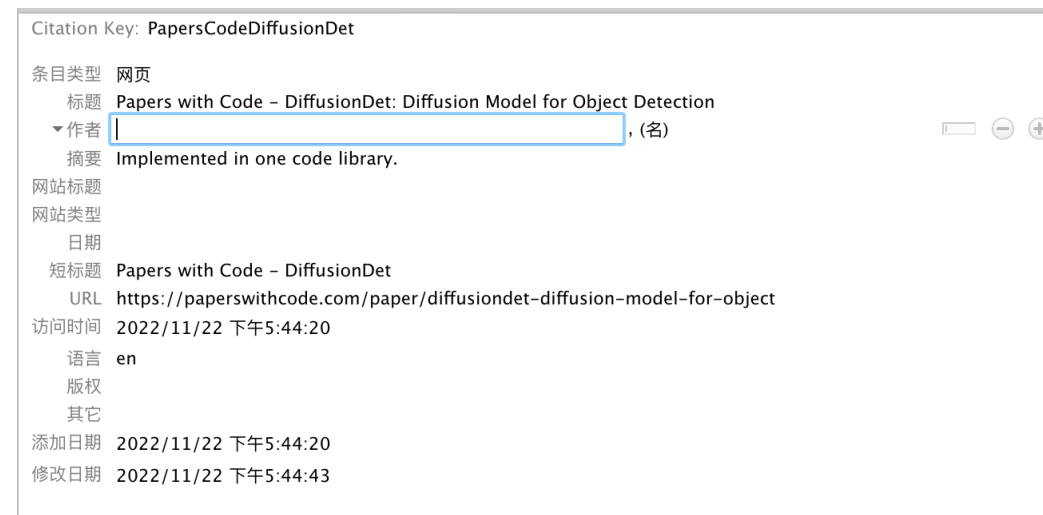 Citation Key: PapersCodeDiffusionDet
条目类型 网页
标题 Papers with Code – DiffusionDet: Diffusion Model for Object Detection
作者 , (名)
摘要 Implemented in one code library.
网站标题
网站类型
日期
短标题 Papers with Code – DiffusionDet
URL https://paperswithcode.com/paper/diffusiondet-diffusion-model-for-object
访问时间 2022/11/22 下午5:44:20
语言 en
版权
其它
添加日期 2022/11/22 下午5:44:20
修改日期 2022/11/22 下午5:44:43